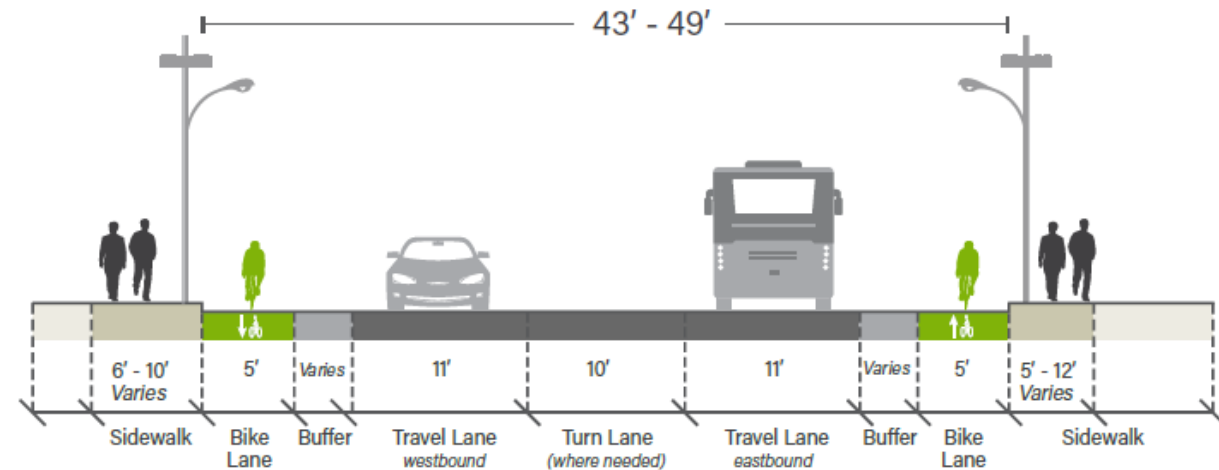 43′ - 49′
6′ - 10′
Varies
5′
Varies
11′
10′
11′
Varies
5′
5′ - 12′
Varies
Sidewalk
Bike
Lane
Buffer
Travel Lane
westbound
Turn Lane
(where needed)
Travel Lane
eastbound
Buffer
Bike
Lane
Sidewalk